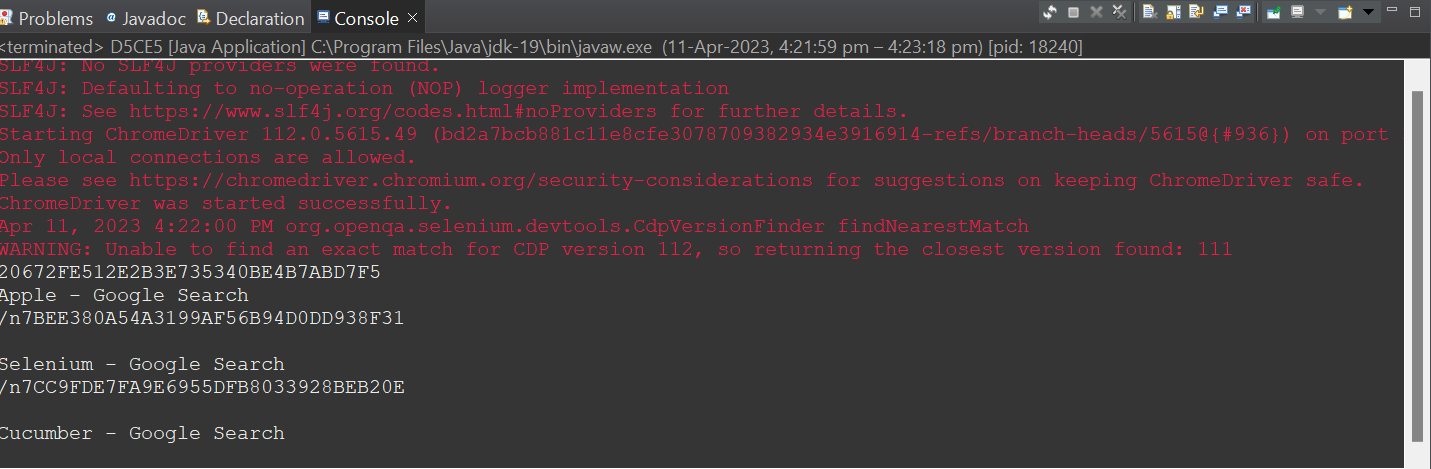 Problems @ Javadoc Declaration Console
<terminated> D5CE5 [Java Application] C:\Program Files\Java\jdk-19\bin\javaw.exe (11-Apr-2023, 4:21:59 pm – 4:23:18 pm) [pid: 18240]
SLF4J: No SLF4J providers were found.
SLF4J: Defaulting to no-operation (NOP) logger implementation
SLF4J: See https://www.slf4j.org/codes.html#noProviders for further details.
Starting ChromeDriver 112.0.5615.49 (bd2a7bcb881c11e8cfe3078709382934e3916914-refs/branch-heads/5615@{#936}) on port
Only local connections are allowed.
Please see https://chromedriver.chromium.org/security-considerations for suggestions on keeping ChromeDriver safe.
ChromeDriver was started successfully.
Apr 11, 2023 4:22:00 PM org.openqa.selenium.devtools.CdpVersionFinder findNearestMatch
WARNING: Unable to find an exact match for CDP version 112, so returning the closest version found: 111
20672FE512E2B3E735340BE4B7ABD7F5
Apple - Google Search
/n7BEE380A54A3199AF56B94D0DD938F31
Selenium - Google Search
/n7CC9FDE7FA9E6955DFB8033928BEB20E
Cucumber - Google Search